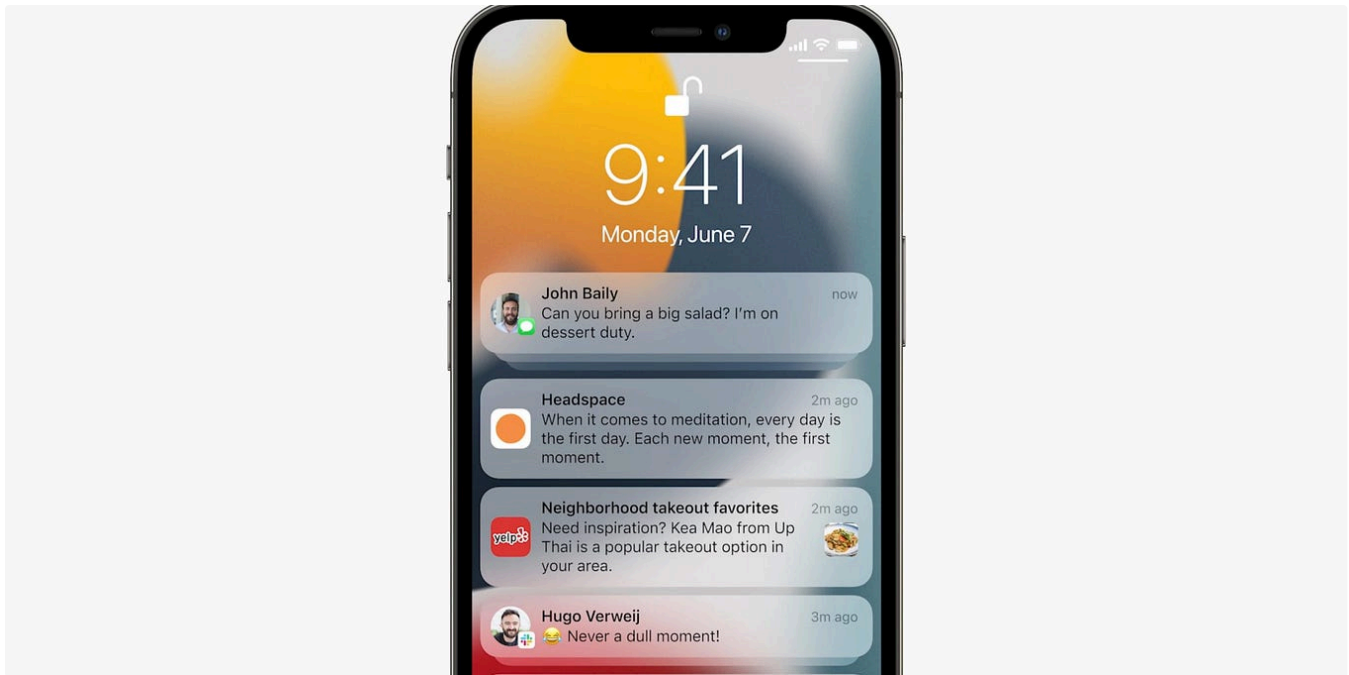 9:41
Monday, June 7
John Baily
now
Can you bring a big salad? I'm on
dessert duty.
Headspace
2m ago
When it comes to meditation, every day is
the first day. Each new moment, the first
moment.
Neighborhood takeout favorites
2m ago
yelp
Need inspiration? Kea Mao from Up
Thai is a popular takeout option in
your area.
Hugo Verweij
3m ago
😂 Never a dull moment!